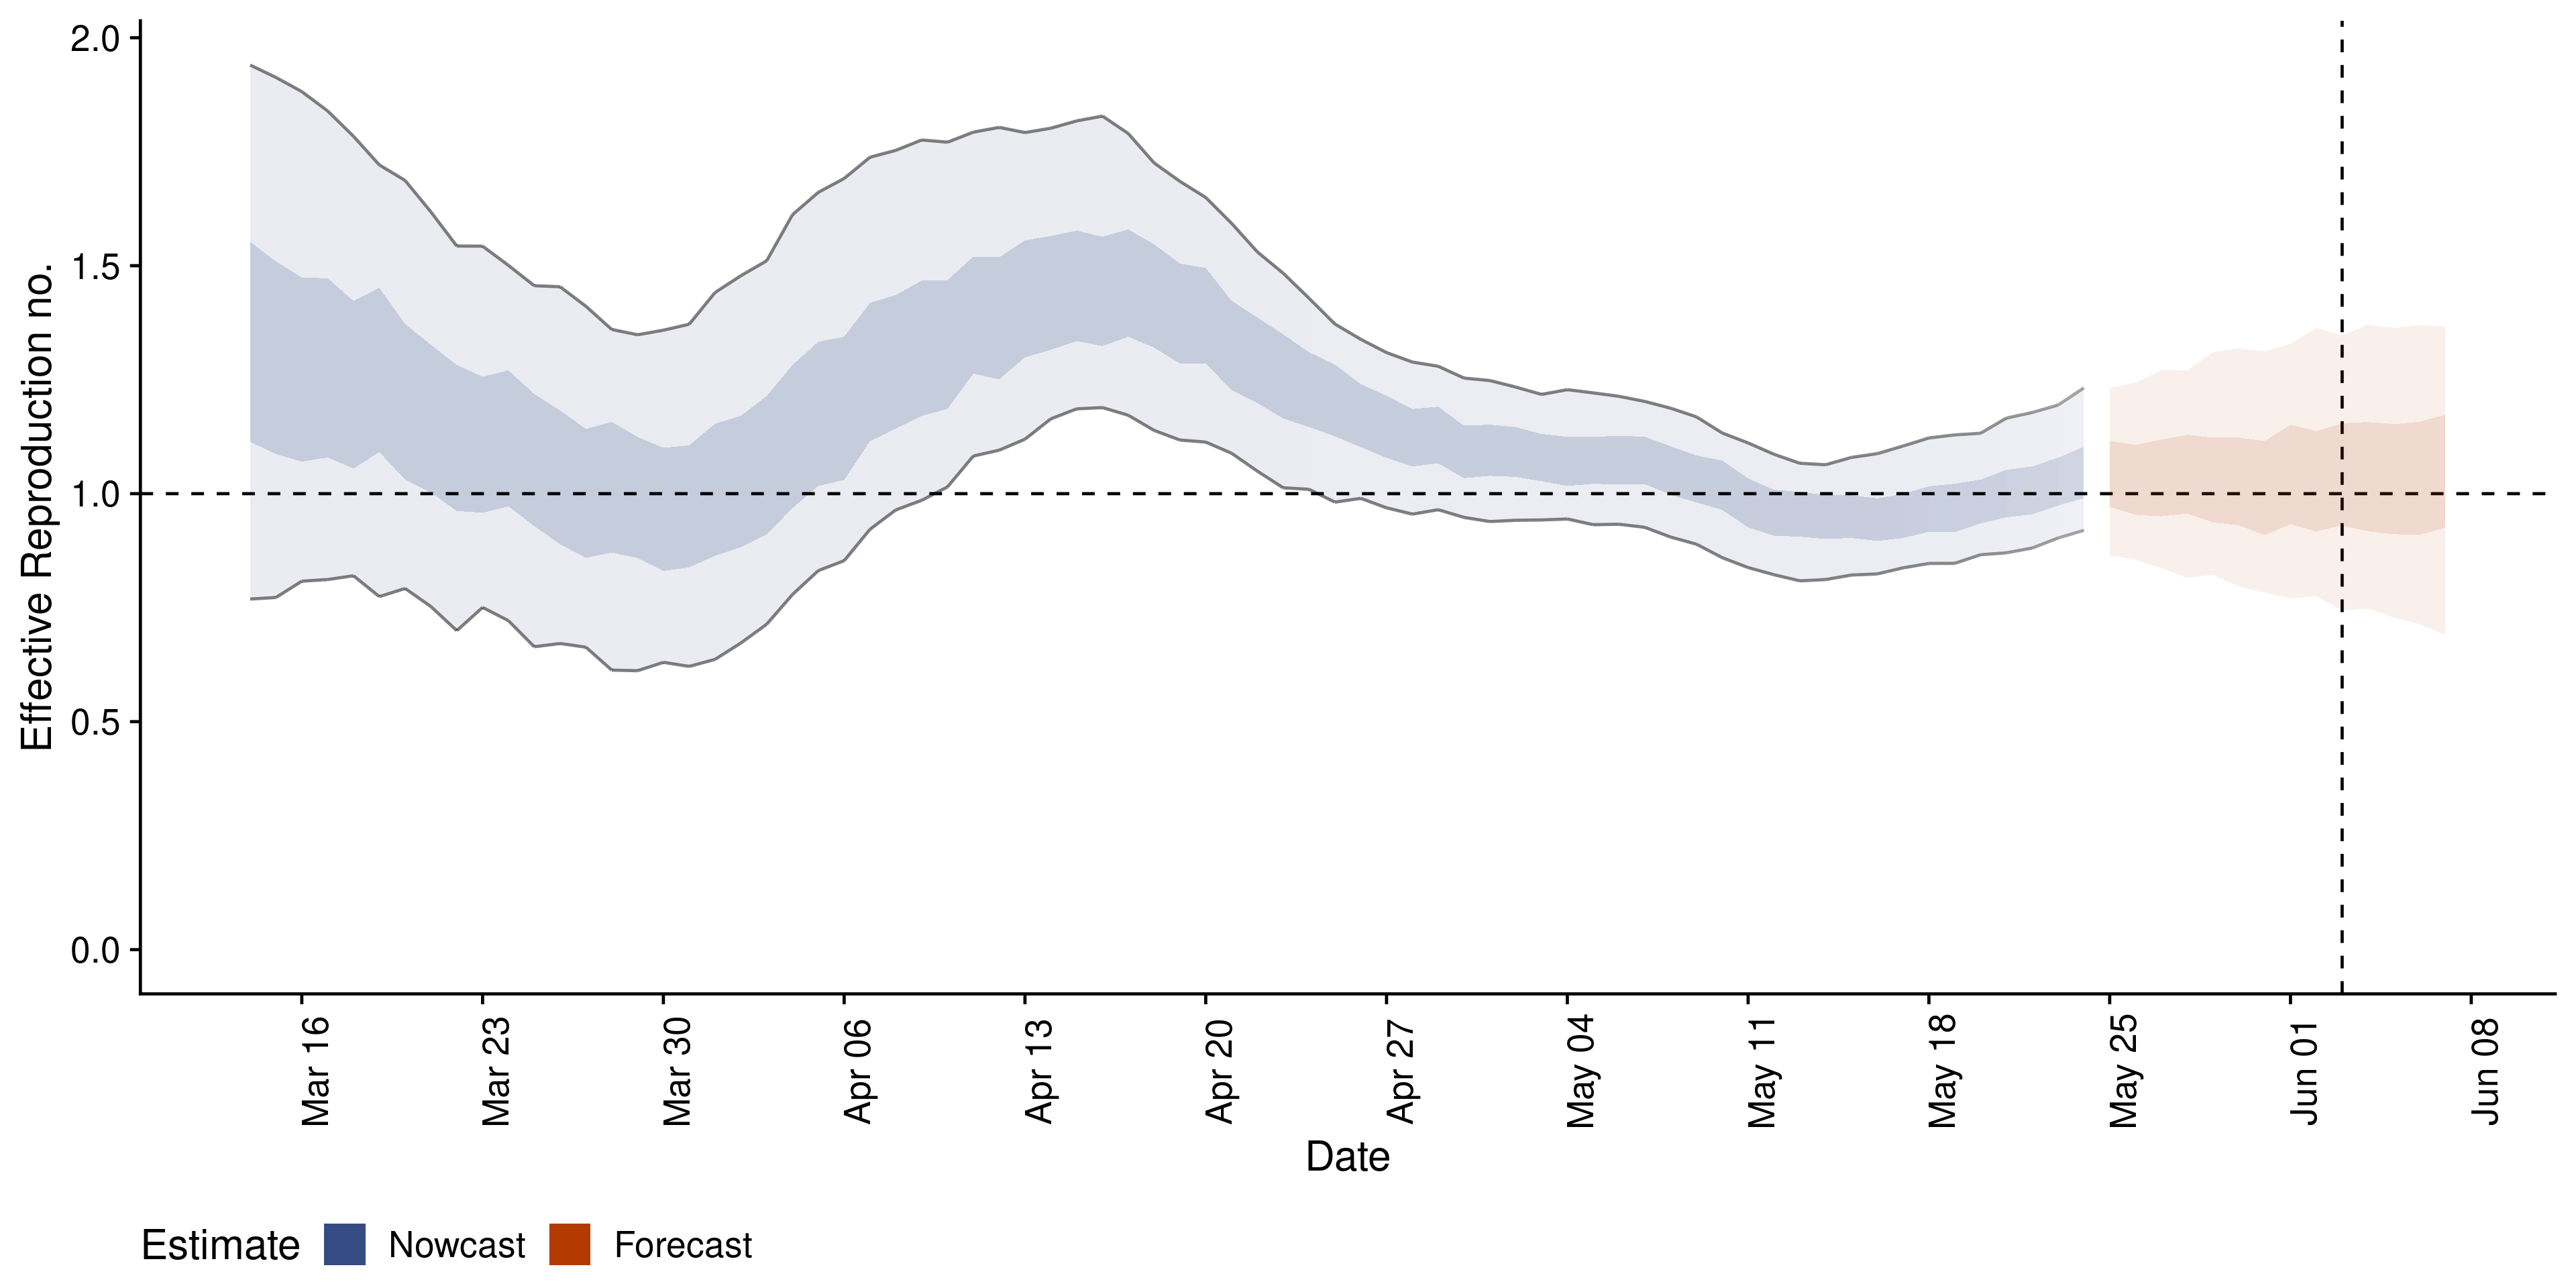 Effective Reproduction no.
2.0
1.5
1.0
0.5
0.0
Mar 16
Mar 23
Mar 30
Apr 06
Apr 13
Apr 20
Apr 27
May 04
May 11
May 18
May 25
Jun 01
Jun 08
Date
Estimate Nowcast Forecast